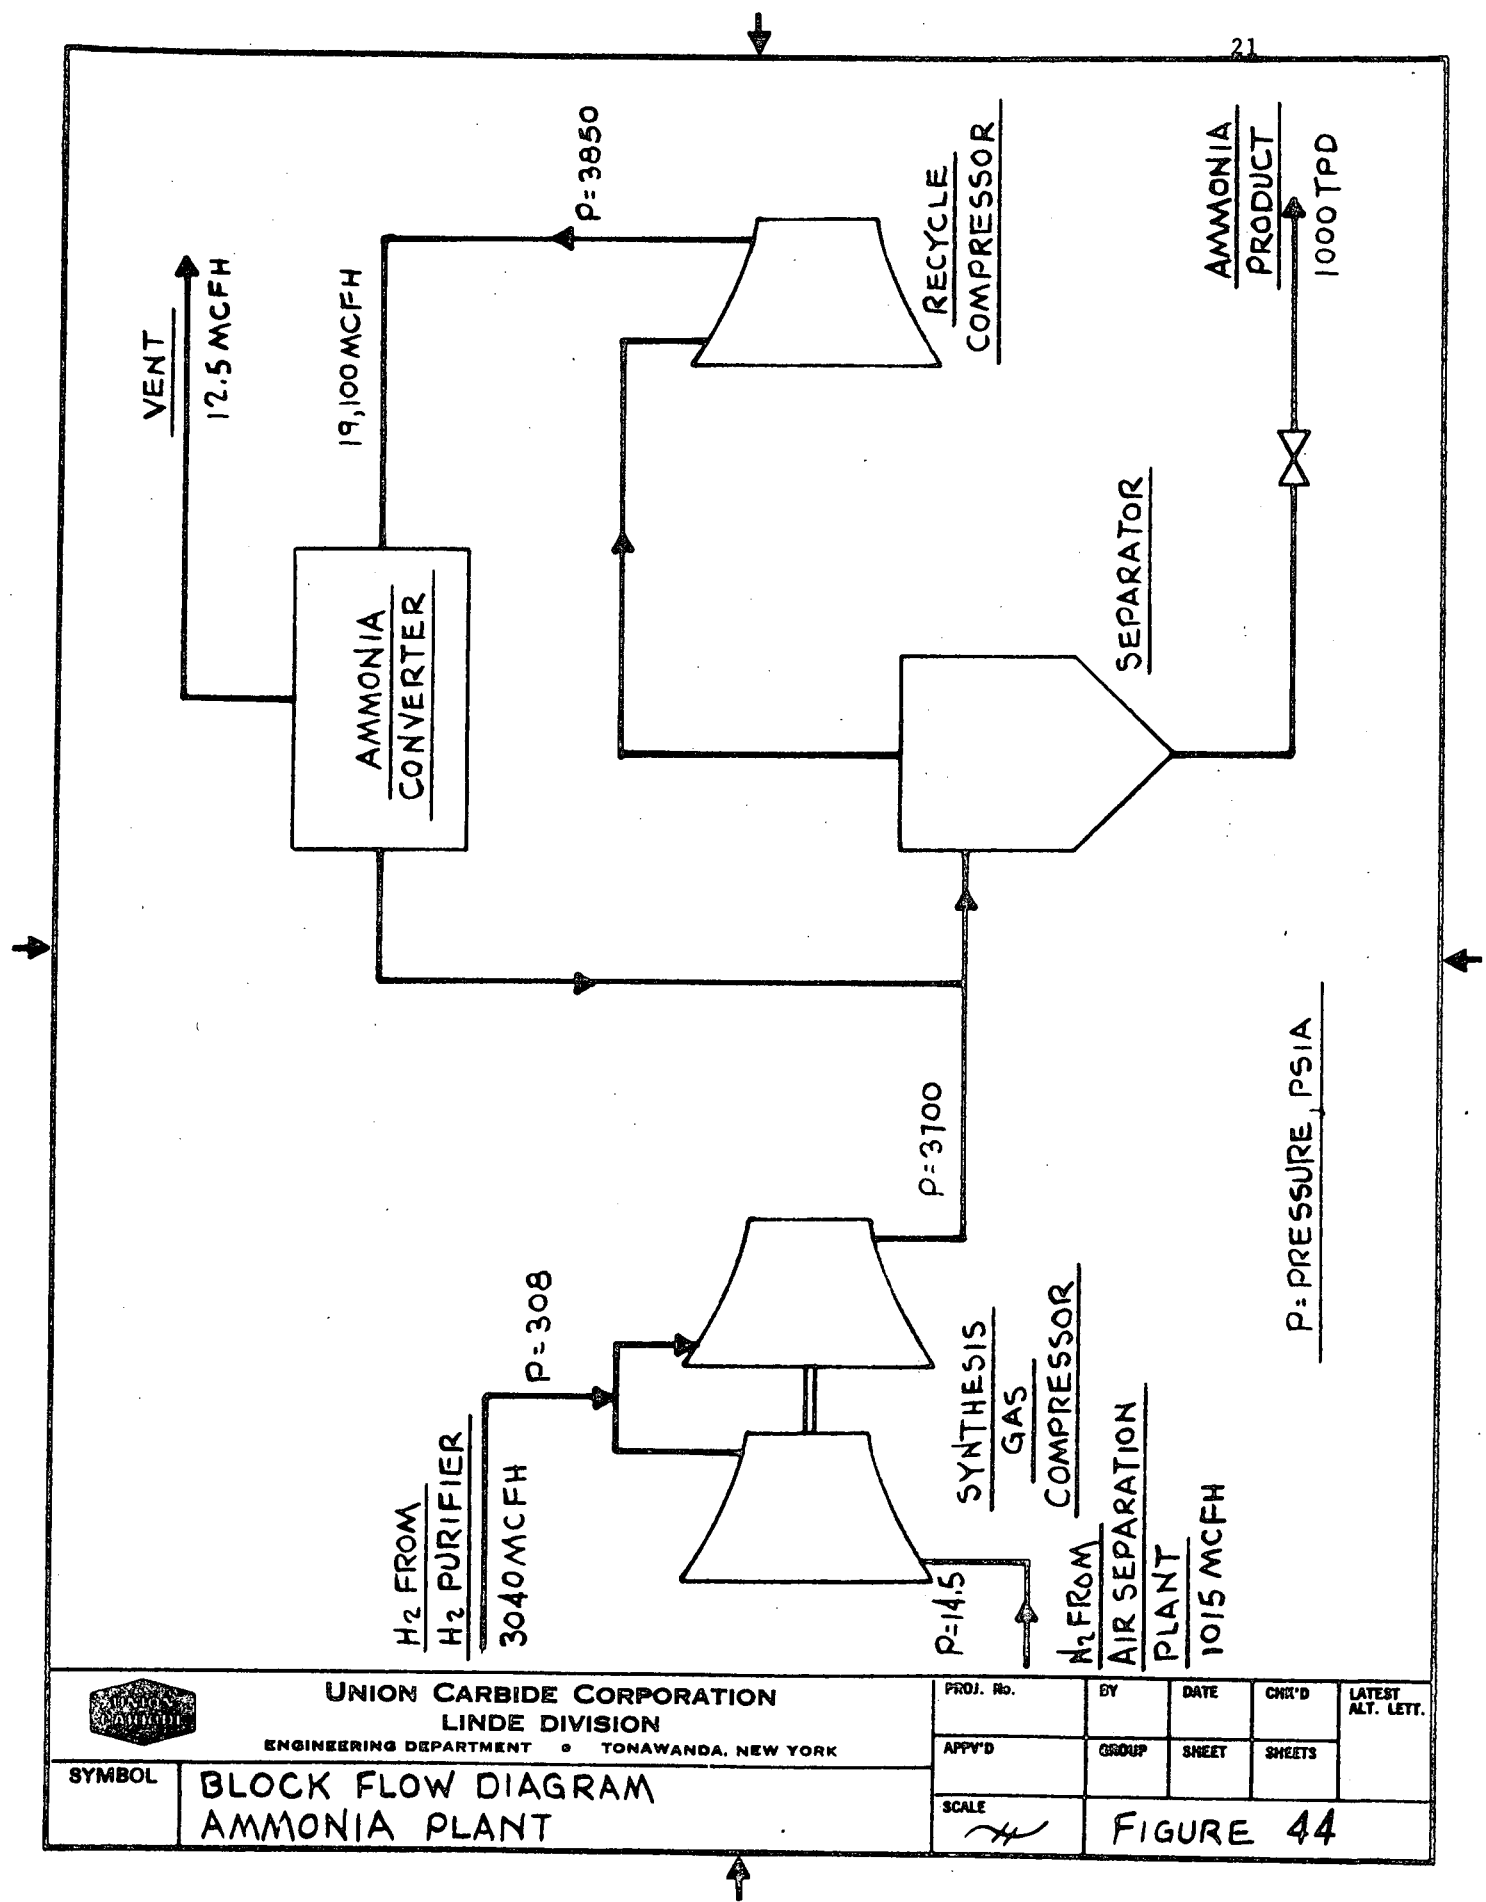 21
VENT
12.5 MCFH
19,100 MCFH
P=3850
AMMONIA
CONVERTER
RECYCLE
COMPRESSOR
AMMONIA
PRODUCT
1000 TPD
SEPARATOR
P=3700
P=308
H2 FROM
H2 PURIFIER
3040 MCFH
SYNTHESIS
GAS
COMPRESSOR
P=14.5
N2 FROM
AIR SEPARATION
PLANT
1015 MCFH
P=PRESSURE, PSIA
UNION
CARBIDE
UNION CARBIDE CORPORATION
LINDE DIVISION
ENGINEERING DEPARTMENT TONAWANDA, NEW YORK
SYMBOL
BLOCK FLOW DIAGRAM
AMMONIA PLANT
PROJ. No.
BY
DATE
CHK'D
LATEST
ALT. LETT.
APPV'D
GROUP
SHEET
SHEETS
SCALE
FIGURE 44